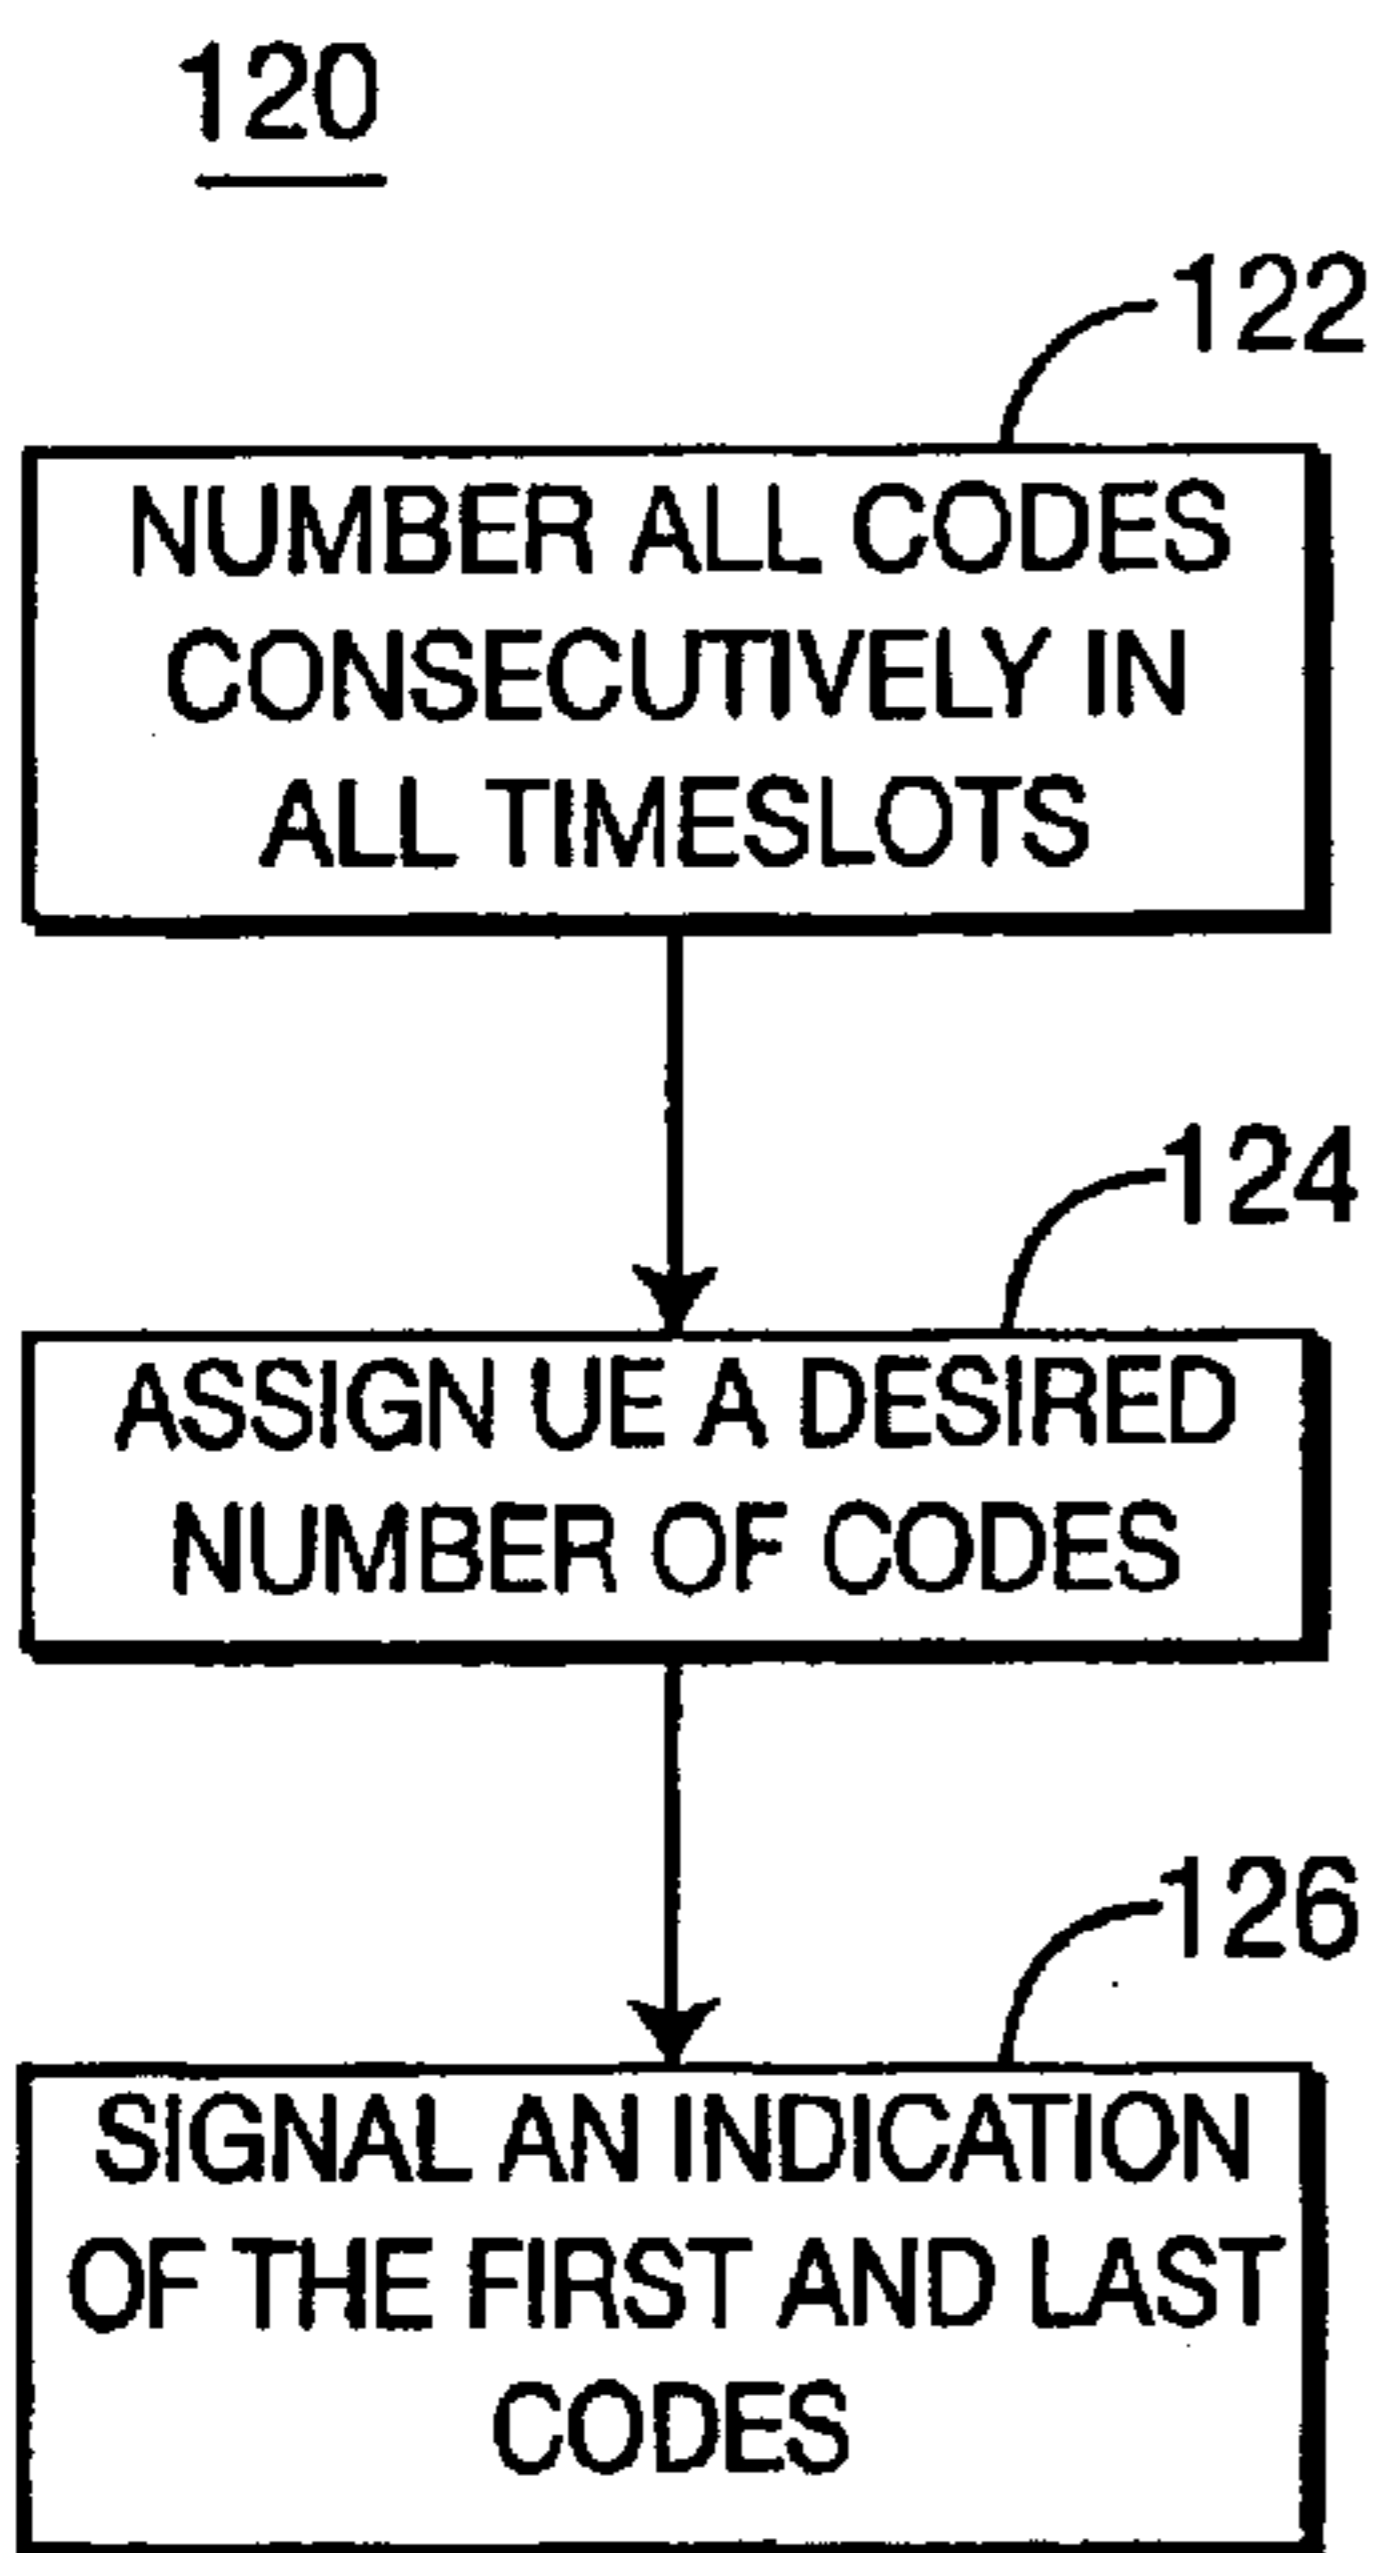 120
122
NUMBER ALL CODES
CONSECUTIVELY IN
ALL TIMESLOTS
124
ASSIGN UE A DESIRED
NUMBER OF CODES
126
SIGNAL AN INDICATION
OF THE FIRST AND LAST
CODES